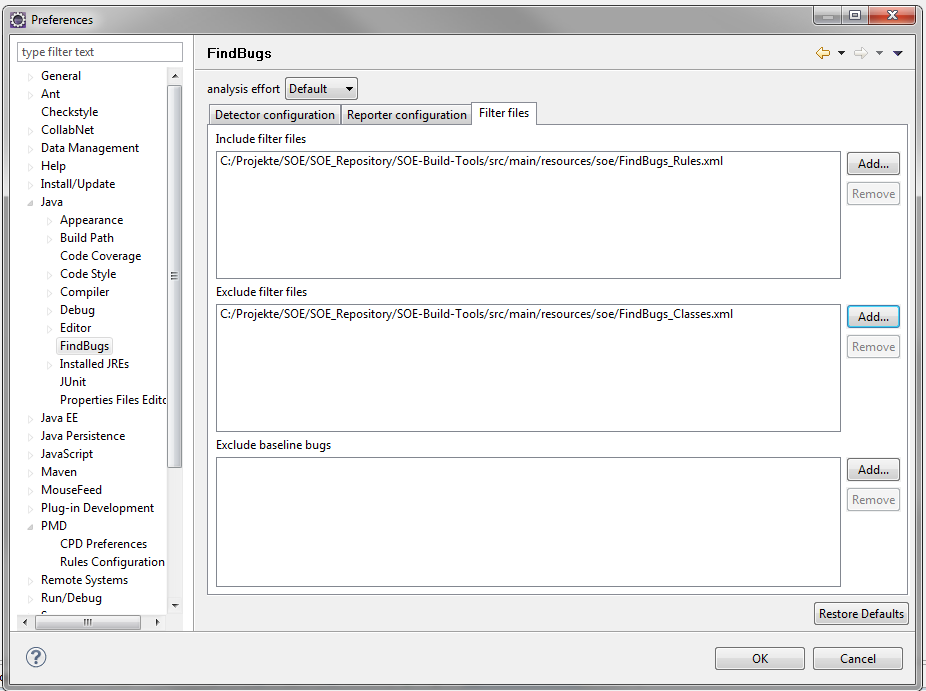 Preferences
type filter text
General
Ant
Checkstyle
CollabNet
Data Management
Help
Install/Update
Java
Appearance
Build Path
Code Coverage
Code Style
Compiler
Debug
Editor
FindBugs
Installed JREs
JUnit
Properties Files Edito
Java EE
Java Persistence
JavaScript
Maven
MouseFeed
Plug-in Development
PMD
CPD Preferences
Rules Configuration
Remote Systems
Run/Debug
FindBugs
analysis effort Default
Detector configuration Reporter configuration Filter files
Include filter files
C:/Projekte/SOE/SOE_Repository/SOE-Build-Tools/src/main/resources/soe/FindBugs_Rules.xml
Add...
Remove
Exclude filter files
C:/Projekte/SOE/SOE_Repository/SOE-Build-Tools/src/main/resources/soe/FindBugs_Classes.xml
Add...
Remove
Exclude baseline bugs
Add...
Remove
Restore Defaults
?
OK Cancel